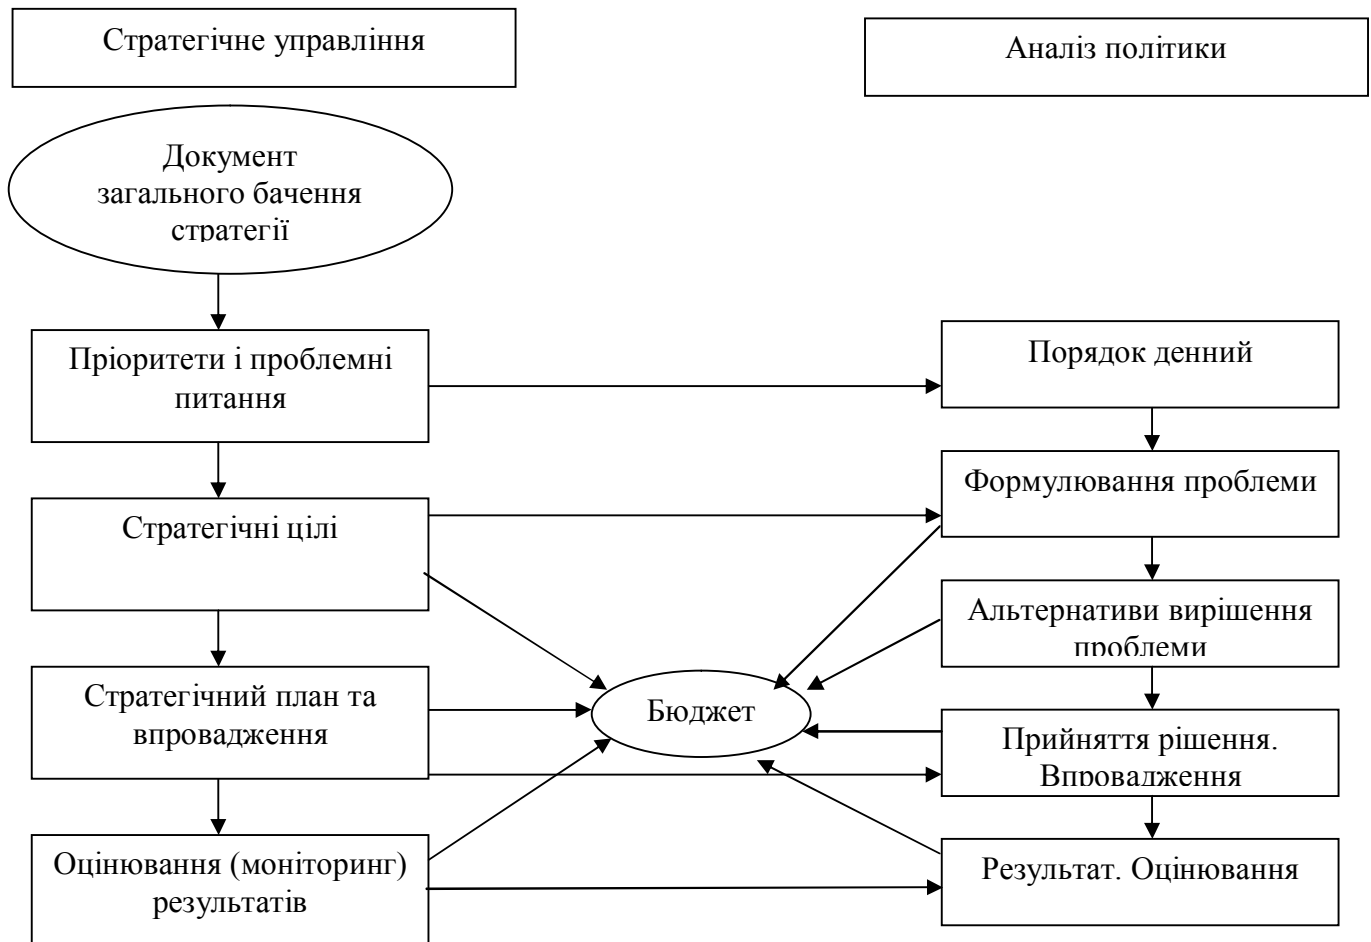 Стратегічне управління
Аналіз політики
Документ
загального бачення
стратегії
Пріоритети і проблемні
питання
Порядок денний
Стратегічні цілі
Формулювання проблеми
Альтернативи вирішення
проблеми
Стратегічний план та
впровадження
Бюджет
Прийняття рішення.
Впровадження
Оцінювання (моніторинг)
результатів
Результат. Оцінювання